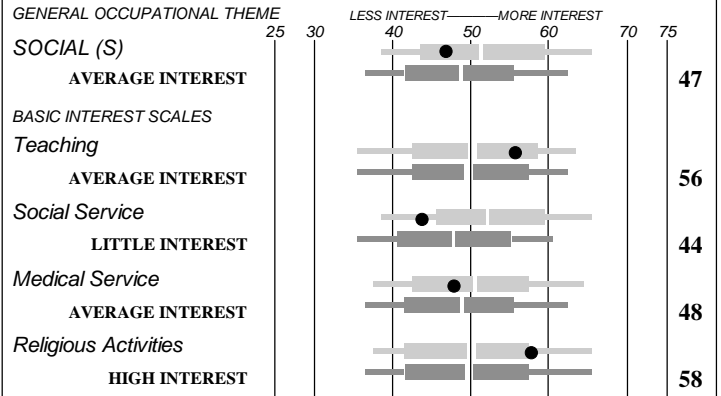 GENERAL OCCUPATIONAL THEME LESS INTEREST MORE INTEREST
25 30 40 50 60 70 75
SOCIAL (S)
AVERAGE INTEREST 47
BASIC INTEREST SCALES
Teaching
AVERAGE INTEREST 56
Social Service
LITTLE INTEREST 44
Medical Service
AVERAGE INTEREST 48
Religious Activities
HIGH INTEREST 58